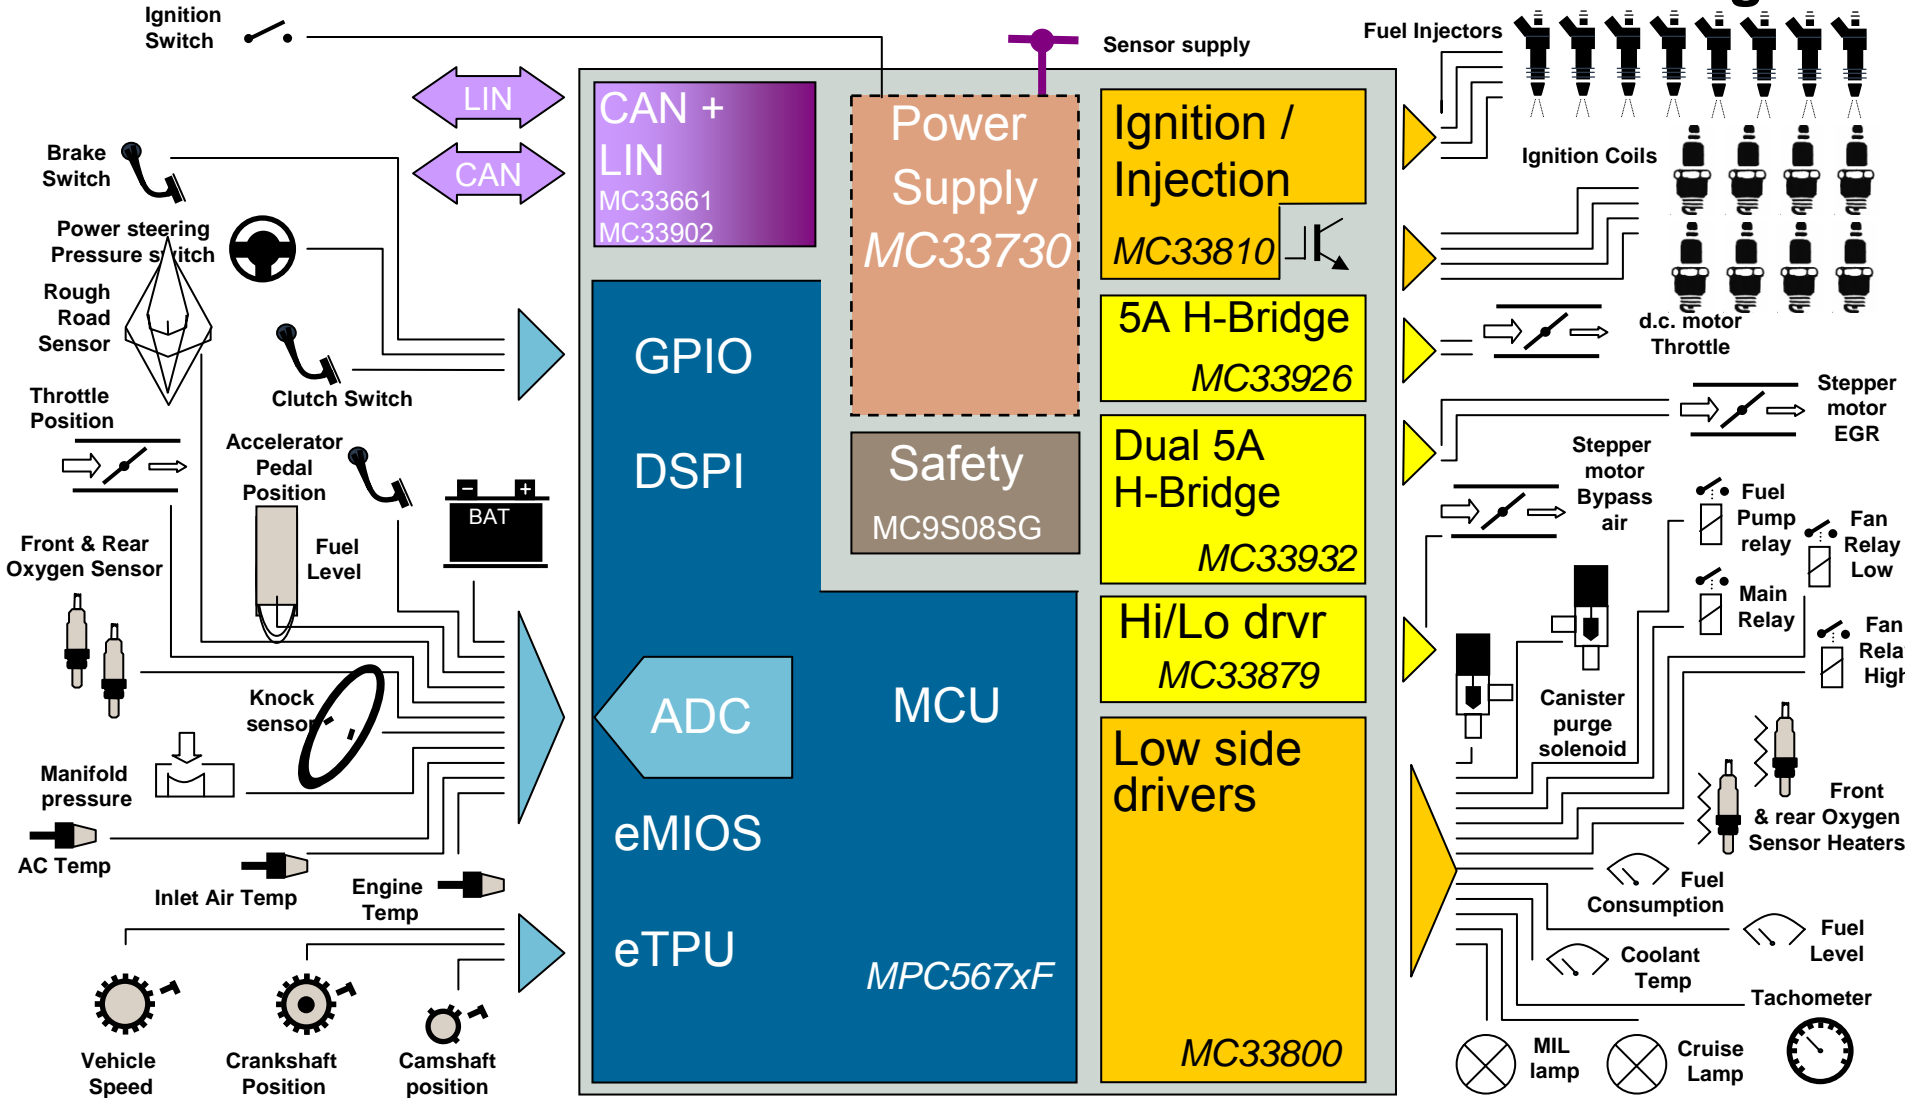 Ignition
Switch
LIN
CAN
Brake
Switch
Power steering
Pressure switch
Rough
Road
Sensor
Clutch Switch
Throttle
Position
Accelerator
Pedal
Position
BAT
Fuel
Level
Front & Rear
Oxygen Sensor
Knock
sensor
Manifold
pressure
AC Temp
Inlet Air Temp
Engine
Temp
Vehicle
Speed
Crankshaft
Position
Camshaft
position
Sensor supply
CAN +
LIN
MC33661
MC33902
Power
Supply
MC33730
Safety
MC9S08SG
GPIO
DSPI
ADC
MCU
eMIOS
eTPU
MPC567xF
Ignition /
Injection
MC33810
5A H-Bridge
MC33926
Dual 5A
H-Bridge
MC33932
Hi/Lo drvr
MC33879
Low side
drivers
MC33800
Fuel Injectors
Ignition Coils
d.c. motor
Throttle
Stepper
motor
EGR
Stepper
motor
Bypass
air
Fuel
Pump
relay
Fan
Relay
Low
Main
Relay
Fan
Rela
High
Canister
purge
solenoid
Front
& rear Oxygen
Sensor Heaters
Fuel
Consumption
Fuel
Level
Coolant
Temp
Tachometer
MIL
lamp
Cruise
Lamp